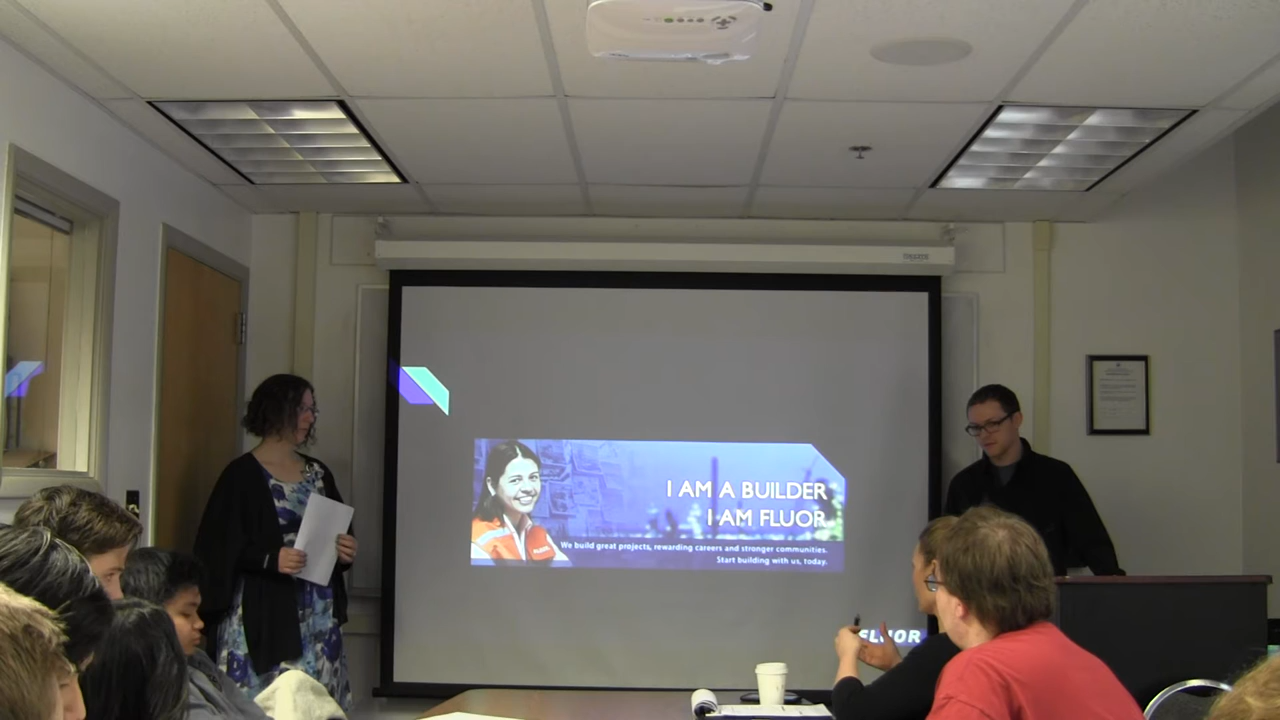 I AM A BUILDER
I AM FLUOR
We build great projects, rewarding careers and stronger communities.
Start building with us, today.
FLUOR